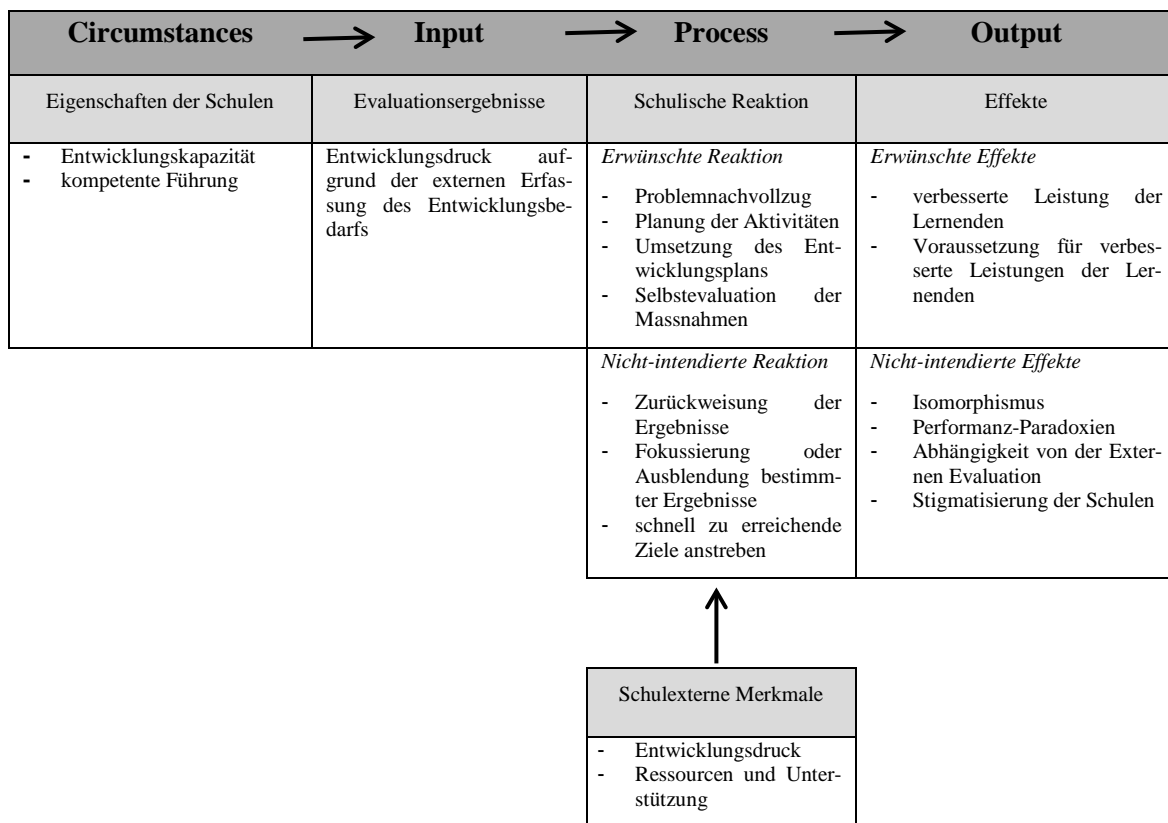 Circumstances Input Process Output
Eigenschaften der Schulen
Evaluationsergebnisse
Schulische Reaktion
Effekte
- Entwicklungskapazität
- kompetente Führung
Entwicklungsdruck auf-
grund der externen Erfas-
sung des Entwicklungsbe-
darfs
Erwünschte Reaktion
- Problemnachvollzug
- Planung der Aktivitäten
- Umsetzung des Ent-
wicklungsplans
- Selbstevaluation der
Massnahmen
Erwünschte Effekte
- verbesserte Leistung der
Lernenden
- Voraussetzung für verbes-
serte Leistungen der Ler-
nenden
Nicht-intendierte Reaktion
- Zurückweisung der
Ergebnisse
- Fokussierung oder
Ausblendung bestimm-
ter Ergebnisse
- schnell zu erreichende
Ziele anstreben
Nicht-intendierte Effekte
- Isomorphismus
- Performanz-Paradoxien
- Abhängigkeit von der Exter-
nen Evaluation
- Stigmatisierung der Schulen
Schulexterne Merkmale
- Entwicklungsdruck
- Ressourcen und Unter-
stützung